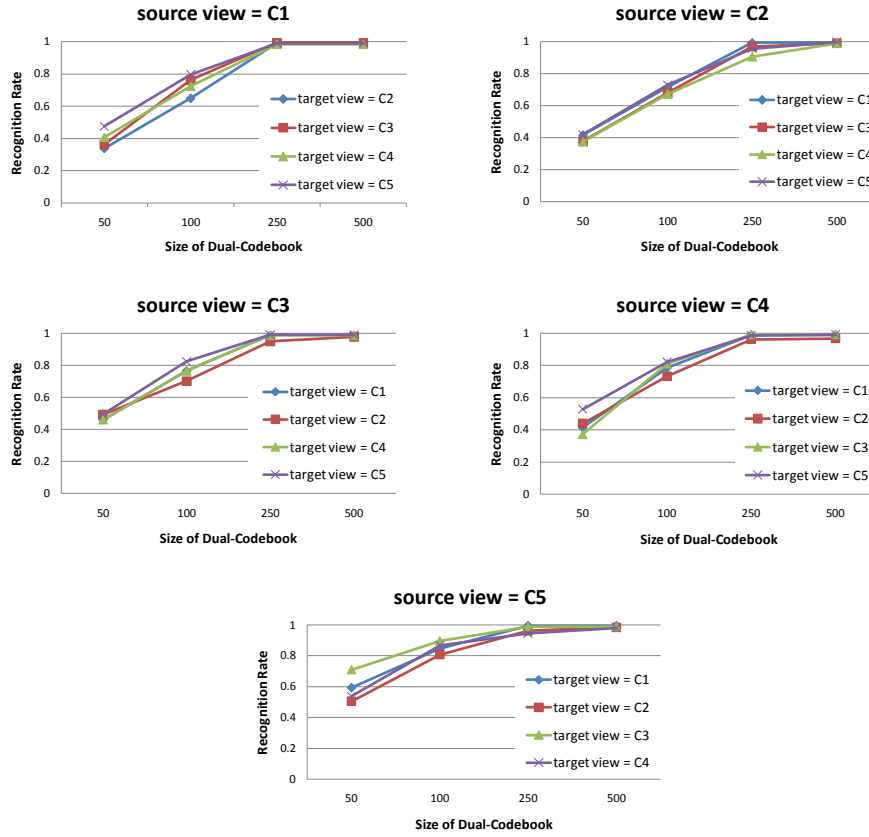 source view = C1
1
0.8
0.6
0.4
0.2
0
Recognition Rate
50 100 250 500
Size of Dual-Codebook
target view = C2
target view = C3
target view = C4
target view = C5
source view = C2
1
0.8
0.6
0.4
0.2
0
Recognition Rate
50 100 250 500
Size of Dual-Codebook
target view = C1
target view = C3
target view = C4
target view = C5
source view = C3
1
0.8
0.6
0.4
0.2
0
Recognition Rate
50 100 250 500
Size of Dual-Codebook
target view = C1
target view = C2
target view = C4
target view = C5
source view = C4
1
0.8
0.6
0.4
0.2
0
Recognition Rate
50 100 250 500
Size of Dual-Codebook
target view = C1
target view = C2
target view = C3
target view = C5
source view = C5
1
0.8
0.6
0.4
0.2
0
Recognition Rate
50 100 250 500
Size of Dual-Codebook
target view = C1
target view = C2
target view = C3
target view = C4